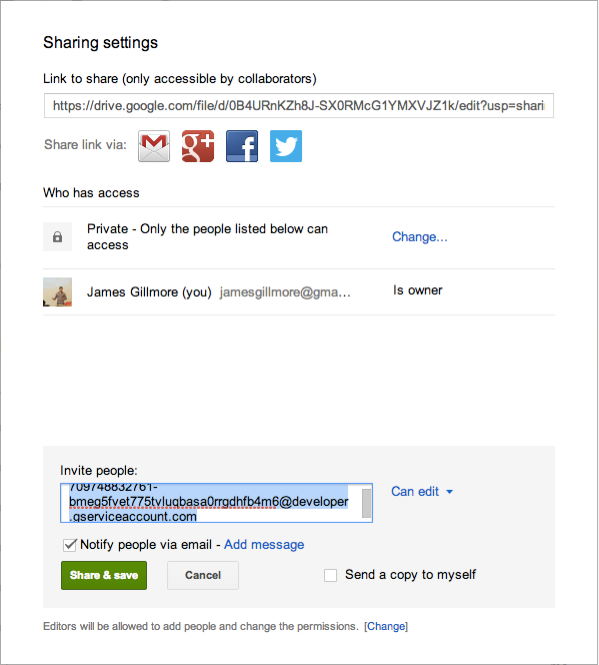 Sharing settings
Link to share (only accessible by collaborators)
https://drive.google.com/file/d/0B4URnKZh8J-SX0RMcG1YMXVJZ1k/edit?usp=shari
Share link via:
Who has access
Private - Only the people listed below can
access
Change...
James Gillmore (you) jamesgillmore@gma... Is owner
Invite people:
709748832761-
bmeg5fvet775tvluqbasa0rrgdhfb4m6@developer
.gserviceaccount.com
Can edit
Notify people via email - Add message
Share & save Cancel Send a copy to myself
Editors will be allowed to add people and change the permissions. [Change]